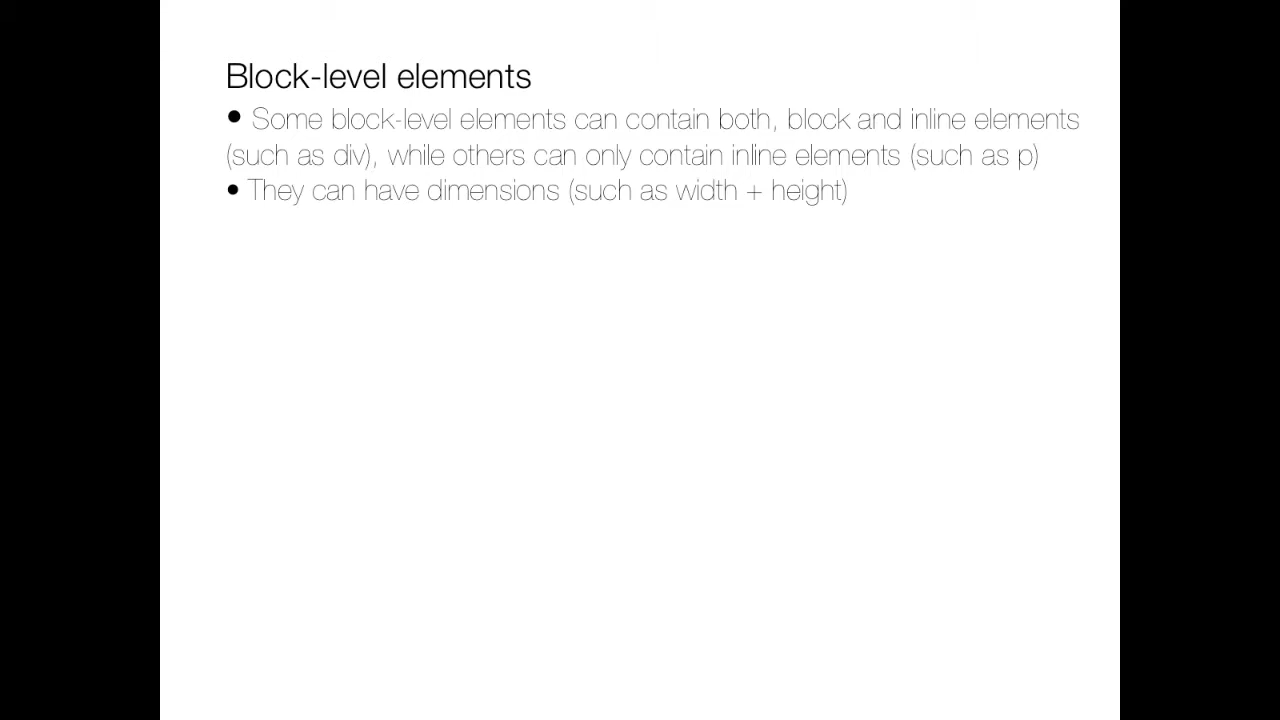 Block-level elements
• Some block-level elements can contain both, block and inline elements
(such as div), while others can only contain inline elements (such as p)
• They can have dimensions (such as width + height)